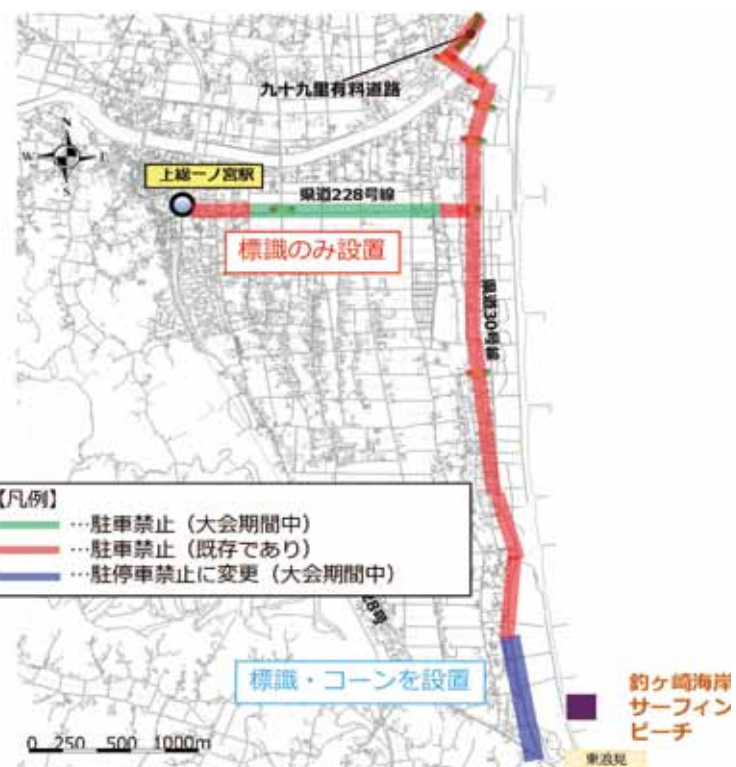 九十九里有料道路
N
W
E
S
上総一ノ宮駅
県道228号線
標識のみ設置
県道30号線
【凡例】
…駐車禁止（大会期間中）
…駐車禁止（既存であり）
…駐停車禁止に変更（大会期間中）
28号
標識・コーンを設置
釣ヶ崎海岸
サーフィン
ビーチ
0 250 500 1000m
東浪見